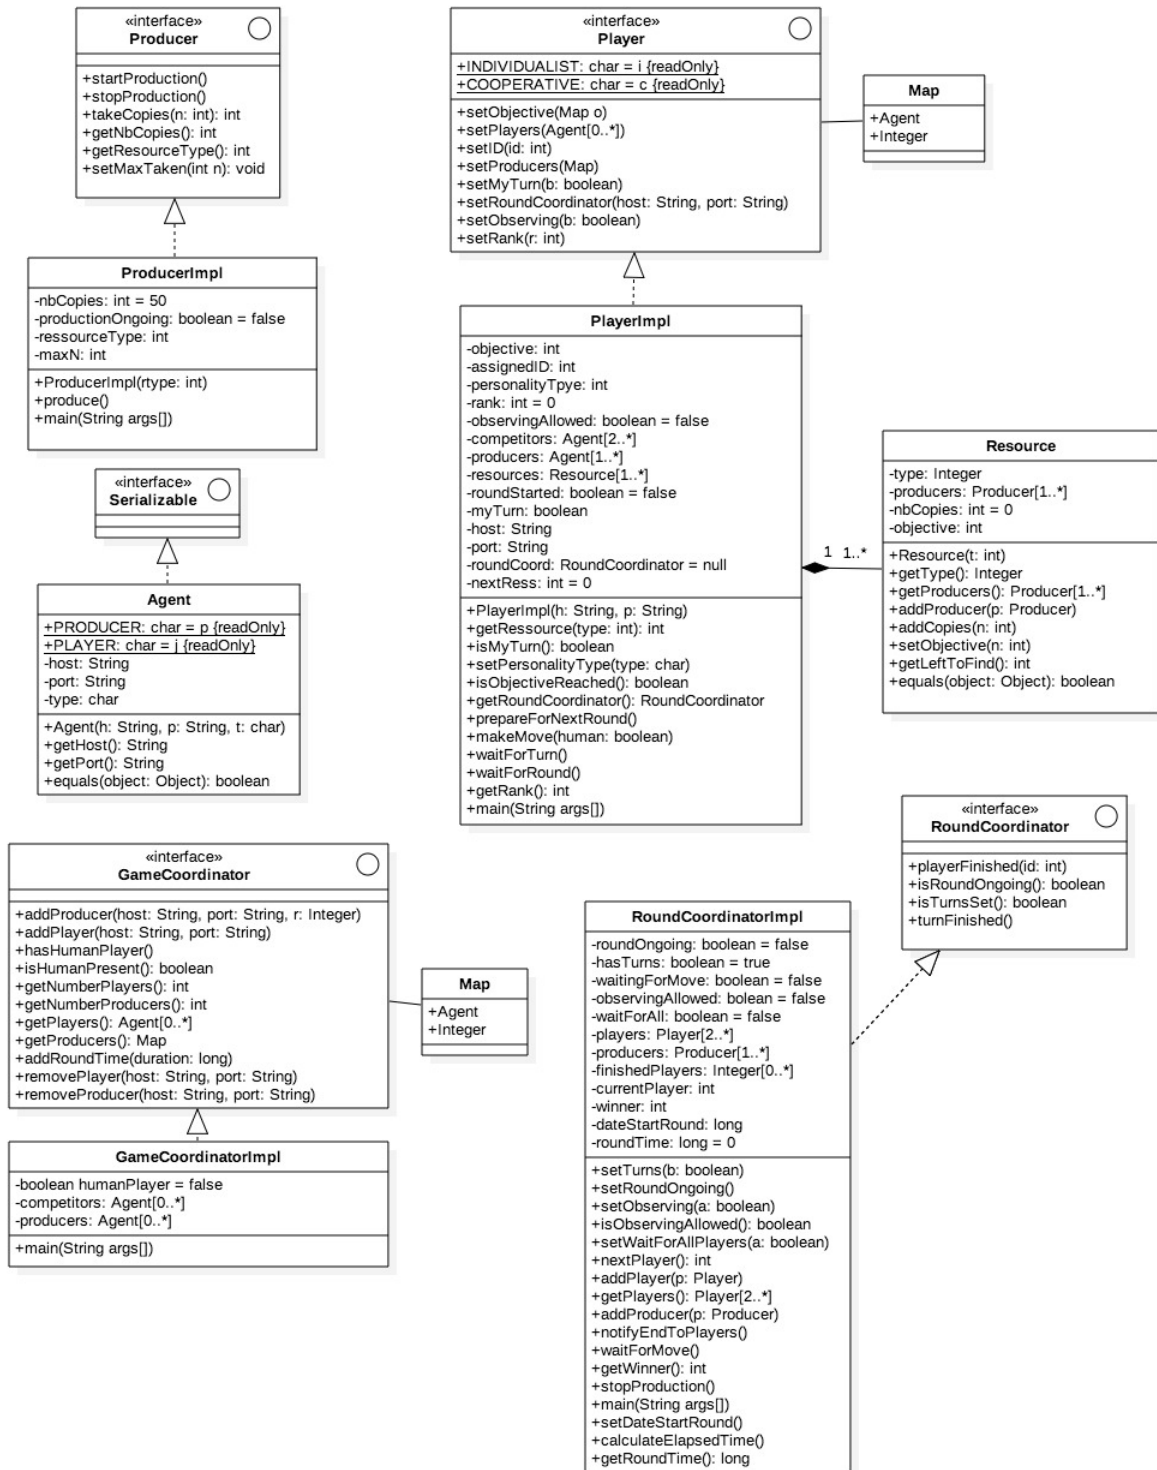 «interface»
Producer
+startProduction()
+stopProduction()
+takeCopies(n: int): int
+getNbCopies(): int
+getResourceType(): int
+setMaxTaken(int n): void
ProducerImpl
-nbCopies: int = 50
-productionOngoing: boolean = false
-ressourceType: int
-maxN: int
+ProducerImpl(rtype: int)
+produce()
+main(String args[])
«interface»
Serializable
Agent
+PRODUCER: char = p {readOnly}
+PLAYER: char = j {readOnly}
-host: String
-port: String
-type: char
+Agent(h: String, p: String, t: char)
+getHost(): String
+getPort(): String
+equals(object: Object): boolean
«interface»
Player
+INDIVIDUALIST: char = i {readOnly}
+COOPERATIVE: char = c {readOnly}
+setObjective(Map o)
+setPlayers(Agent[0..*])
+setID(id: int)
+setProducers(Map)
+setMyTurn(b: boolean)
+setRoundCoordinator(host: String, port: String)
+setObserving(b: boolean)
+setRank(r: int)
Map
+Agent
+Integer
PlayerImpl
-objective: int
-assignedID: int
-personalityTpye: int
-rank: int = 0
-observingAllowed: boolean = false
-competitors: Agent[2..*]
-producers: Agent[1..*]
-resources: Resource[1..*]
-roundStarted: boolean = false
-myTurn: boolean
-host: String
-port: String
-roundCoord: RoundCoordinator = null
-nextRess: int = 0
+PlayerImpl(h: String, p: String)
+getRessource(type: int): int
+isMyTurn(): boolean
+setPersonalityType(type: char)
+isObjectiveReached(): boolean
+getRoundCoordinator(): RoundCoordinator
+prepareForNextRound()
+makeMove(human: boolean)
+waitForTurn()
+waitForRound()
+getRank(): int
+main(String args[])
1 1..*
Resource
-type: Integer
-producers: Producer[1..*]
-nbCopies: int = 0
-objective: int
+Resource(t: int)
+getType(): Integer
+getProducers(): Producer[1..*]
+addProducer(p: Producer)
+addCopies(n: int)
+setObjective(n: int)
+getLeftToFind(): int
+equals(object: Object): boolean
«interface»
GameCoordinator
+addProducer(host: String, port: String, r: Integer)
+addPlayer(host: String, port: String)
+hasHumanPlayer()
+isHumanPresent(): boolean
+getNumberPlayers(): int
+getNumberProducers(): int
+getPlayers(): Agent[0..*]
+getProducers(): Map
+addRoundTime(duration: long)
+removePlayer(host: String, port: String)
+removeProducer(host: String, port: String)
Map
+Agent
+Integer
GameCoordinatorImpl
-boolean humanPlayer = false
-competitors: Agent[0..*]
-producers: Agent[0..*]
+main(String args[])
«interface»
RoundCoordinator
+playerFinished(id: int)
+isRoundOngoing(): boolean
+isTurnsSet(): boolean
+turnFinished()
RoundCoordinatorImpl
-roundOngoing: boolean = false
-hasTurns: boolean = true
-waitingForMove: boolean = false
-observingAllowed: bolean = false
-waitForAll: boolean = false
-players: Player[2..*]
-producers: Producer[1..*]
-finishedPlayers: Integer[0..*]
-currentPlayer: int
-winner: int
-dateStartRound: long
-roundTime: long = 0
+setTurns(b: boolean)
+setRoundOngoing()
+setObserving(a: boolean)
+isObservingAllowed(): boolean
+setWaitForAllPlayers(a: boolean)
+nextPlayer(): int
+addPlayer(p: Player)
+getPlayers(): Player[2..*]
+addProducer(p: Producer)
+notifyEndToPlayers()
+waitForMove()
+getWinner(): int
+stopProduction()
+main(String args[])
+setDateStartRound()
+calculateElapsedTime()
+getRoundTime(): long